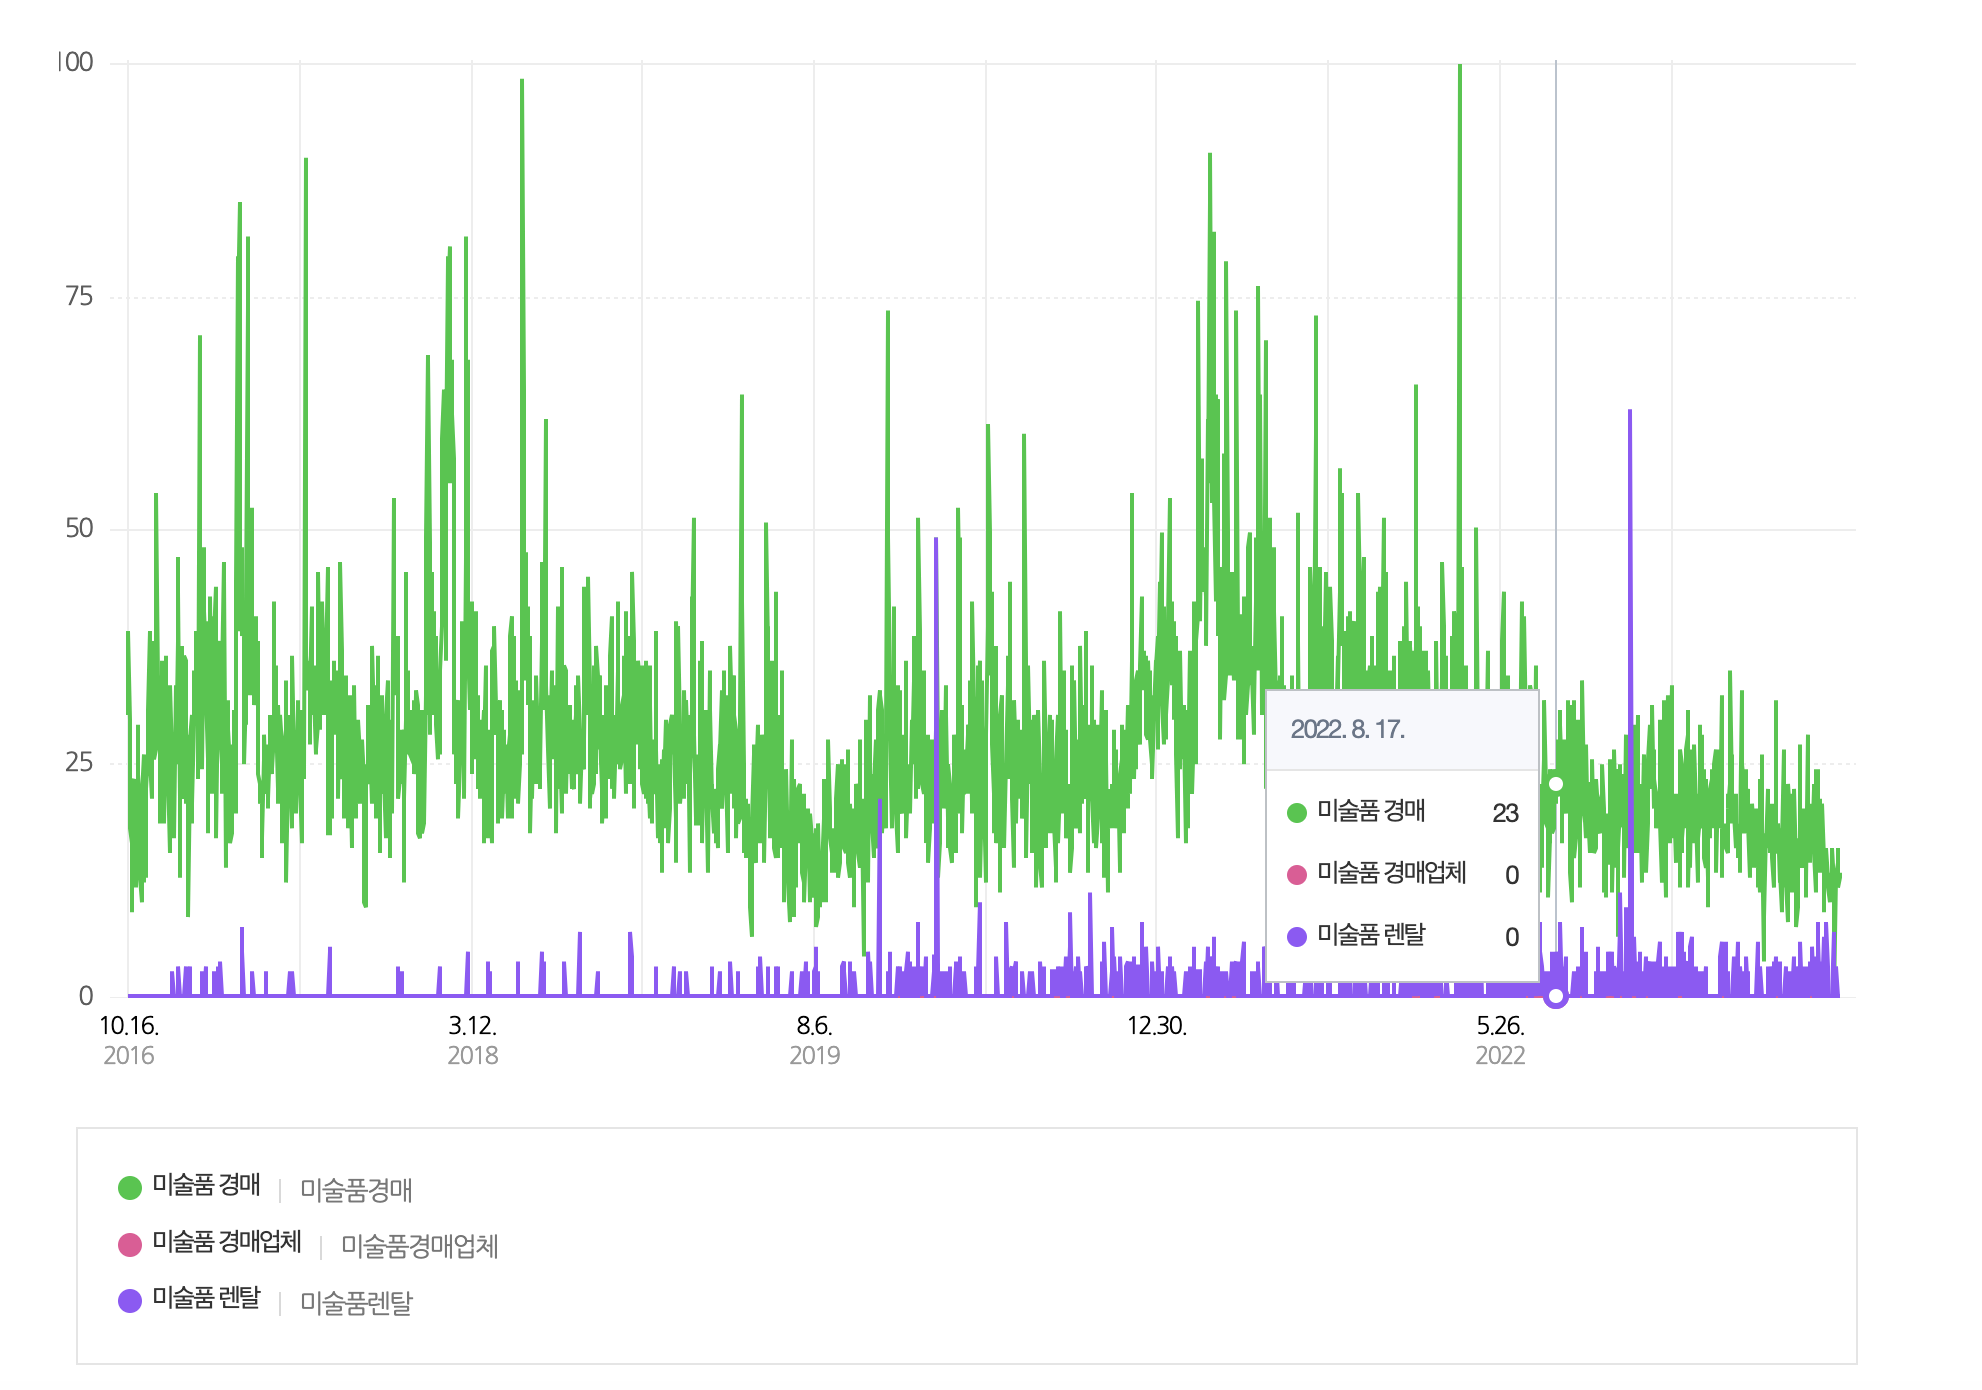 100
75
50
25
0
10.16.
2016
3.12.
2018
8.6.
2019
12.30.
5.26.
2022
2022. 8. 17.
미술품 경매 23
미술품 경매업체 0
미술품 렌탈 0
미술품 경매 | 미술품경매
미술품 경매업체 | 미술품경매업체
미술품 렌탈 | 미술품렌탈